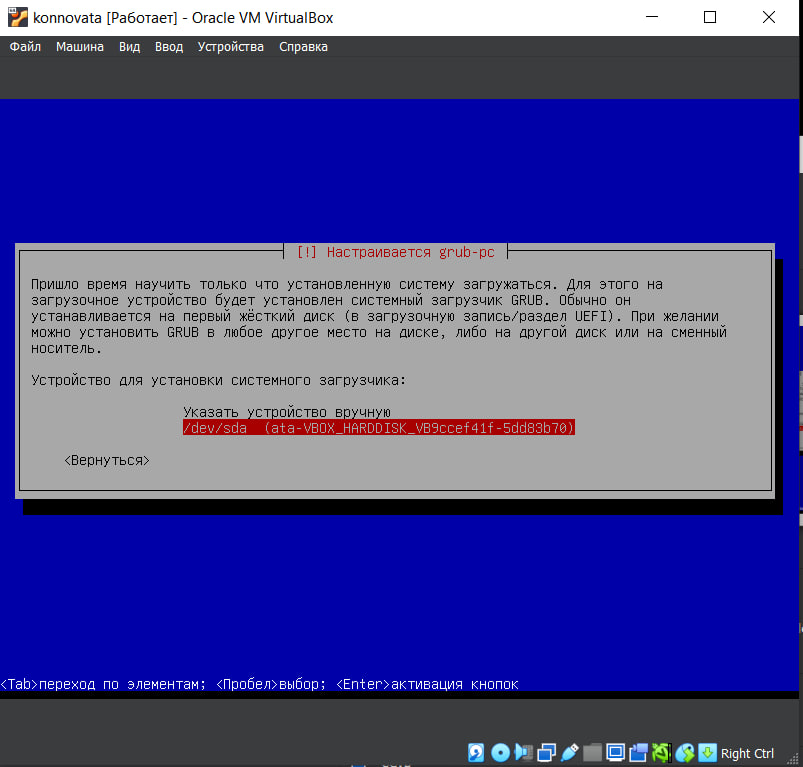 konnovata [Работает] - Oracle VM VirtualBox
Файл Машина Вид Ввод Устройства Справка
[!] Настраивается grub-pc
Пришло время научить только что установленную систему загружаться. Для этого на
загрузочное устройство будет установлен системный загрузчик GRUB. Обычно он
устанавливается на первый жёсткий диск (в загрузочную запись/раздел UEFI). При желании
можно установить GRUB в любое другое место на диске, либо на другой диск или на сменный
носитель.
Устройство для установки системного загрузчика:
Указать устройство вручную
/dev/sda (ata-VBOX_HARDDISK_VB9ccef41f-5dd83b70)
<Вернуться>
<Tab>переход по элементам; <Пробел>выбор; <Enter>активация кнопок
Right Ctrl